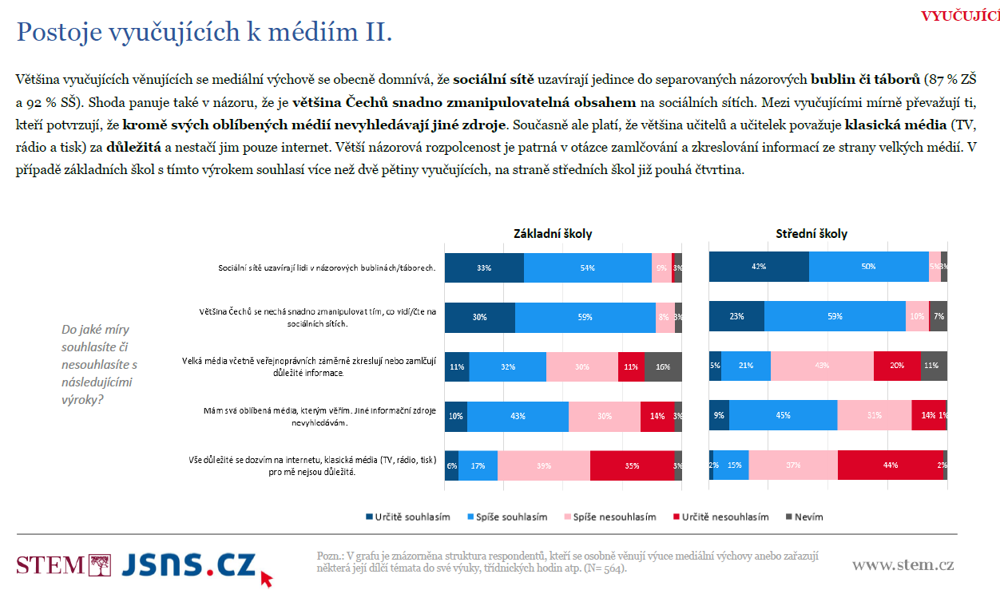 VYUČUJÍCÍ
Postoje vyučujících k médiím II.
Většina vyučujících věnujících se mediální výchově se obecně domnívá, že sociální sítě uzavírají jedince do separovaných názorových bublin či táborů (87 % ZŠ
a 92 % SŠ). Shoda panuje také v názoru, že je většina Čechů snadno zmanipulovatelná obsahem na sociálních sítích. Mezi vyučujícími mírně převažují ti,
kteří potvrzují, že kromě svých oblíbených médií nevyhledávají jiné zdroje. Současně ale platí, že většina učitelů a učitelek považuje klasická média (TV,
rádio a tisk) za důležitá a nestačí jim pouze internet. Větší názorová rozpolcenost je patrná v otázce zamlčování a zkreslování informací ze strany velkých médií. V
případě základních škol s tímto výrokem souhlasí více než dvě pětiny vyučujících, na straně středních škol již pouhá čtvrtina.
Základní školy
Střední školy
Do jaké míry
souhlasíte či
nesouhlasíte s
následujícími
výroky?
Sociální sítě uzavírají lidi v názorových bublinách/táborech.
33% 54% 9% 3%
42% 50% 5% 3%
Většina Čechů se nechá snadno zmanipulovat tím, co vidí/čte na
sociálních sítích.
30% 59% 8% 3%
23% 59% 10% 7%
Velká média včetně veřejnoprávních záměrně zkreslují nebo zamlčují
důležité informace.
11% 32% 30% 11% 16%
5% 21% 43% 20% 11%
Mám svá oblíbená média, kterým věřím. Jiné informační zdroje
nevyhledávám.
10% 43% 30% 14% 3%
9% 45% 31% 14% 1%
Vše důležité se dozvím na internetu, klasická média (TV, rádio, tisk)
pro mě nejsou důležitá.
6% 17% 39% 35% 3%
2% 15% 37% 44% 2%
Určitě souhlasím Spíše souhlasím Spíše nesouhlasím Určitě nesouhlasím Nevím
STEM
JSNS.CZ
Pozn.: V grafu je znázorněna struktura respondentů, kteří se osobně věnují výuce mediální výchovy anebo zařazují
některá její dílčí témata do své výuky, třídnických hodin atp. (N= 564).
www.stem.cz